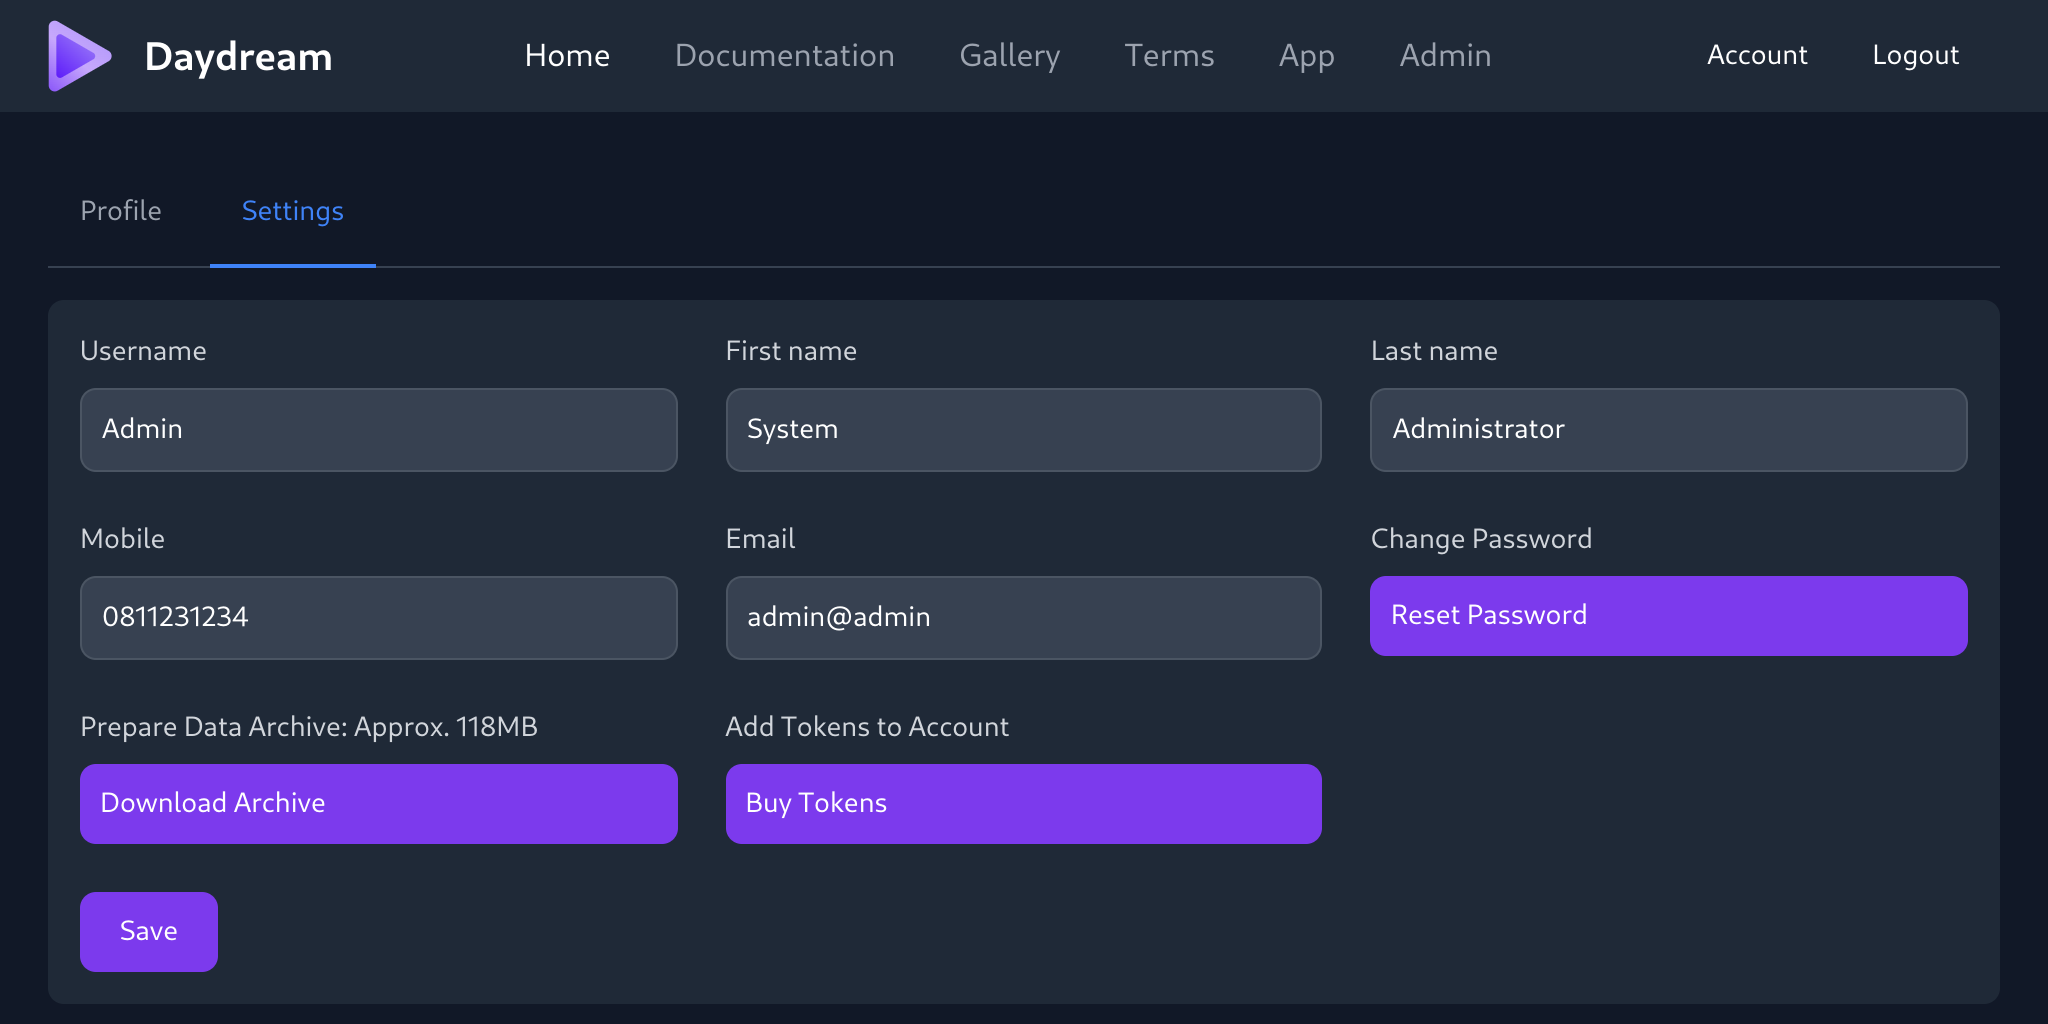 Daydream
Home Documentation Gallery Terms App Admin
Account Logout
Profile Settings
Username
Admin
First name
System
Last name
Administrator
Mobile
0811231234
Email
admin@admin
Change Password
Reset Password
Prepare Data Archive: Approx. 118MB
Download Archive
Add Tokens to Account
Buy Tokens
Save